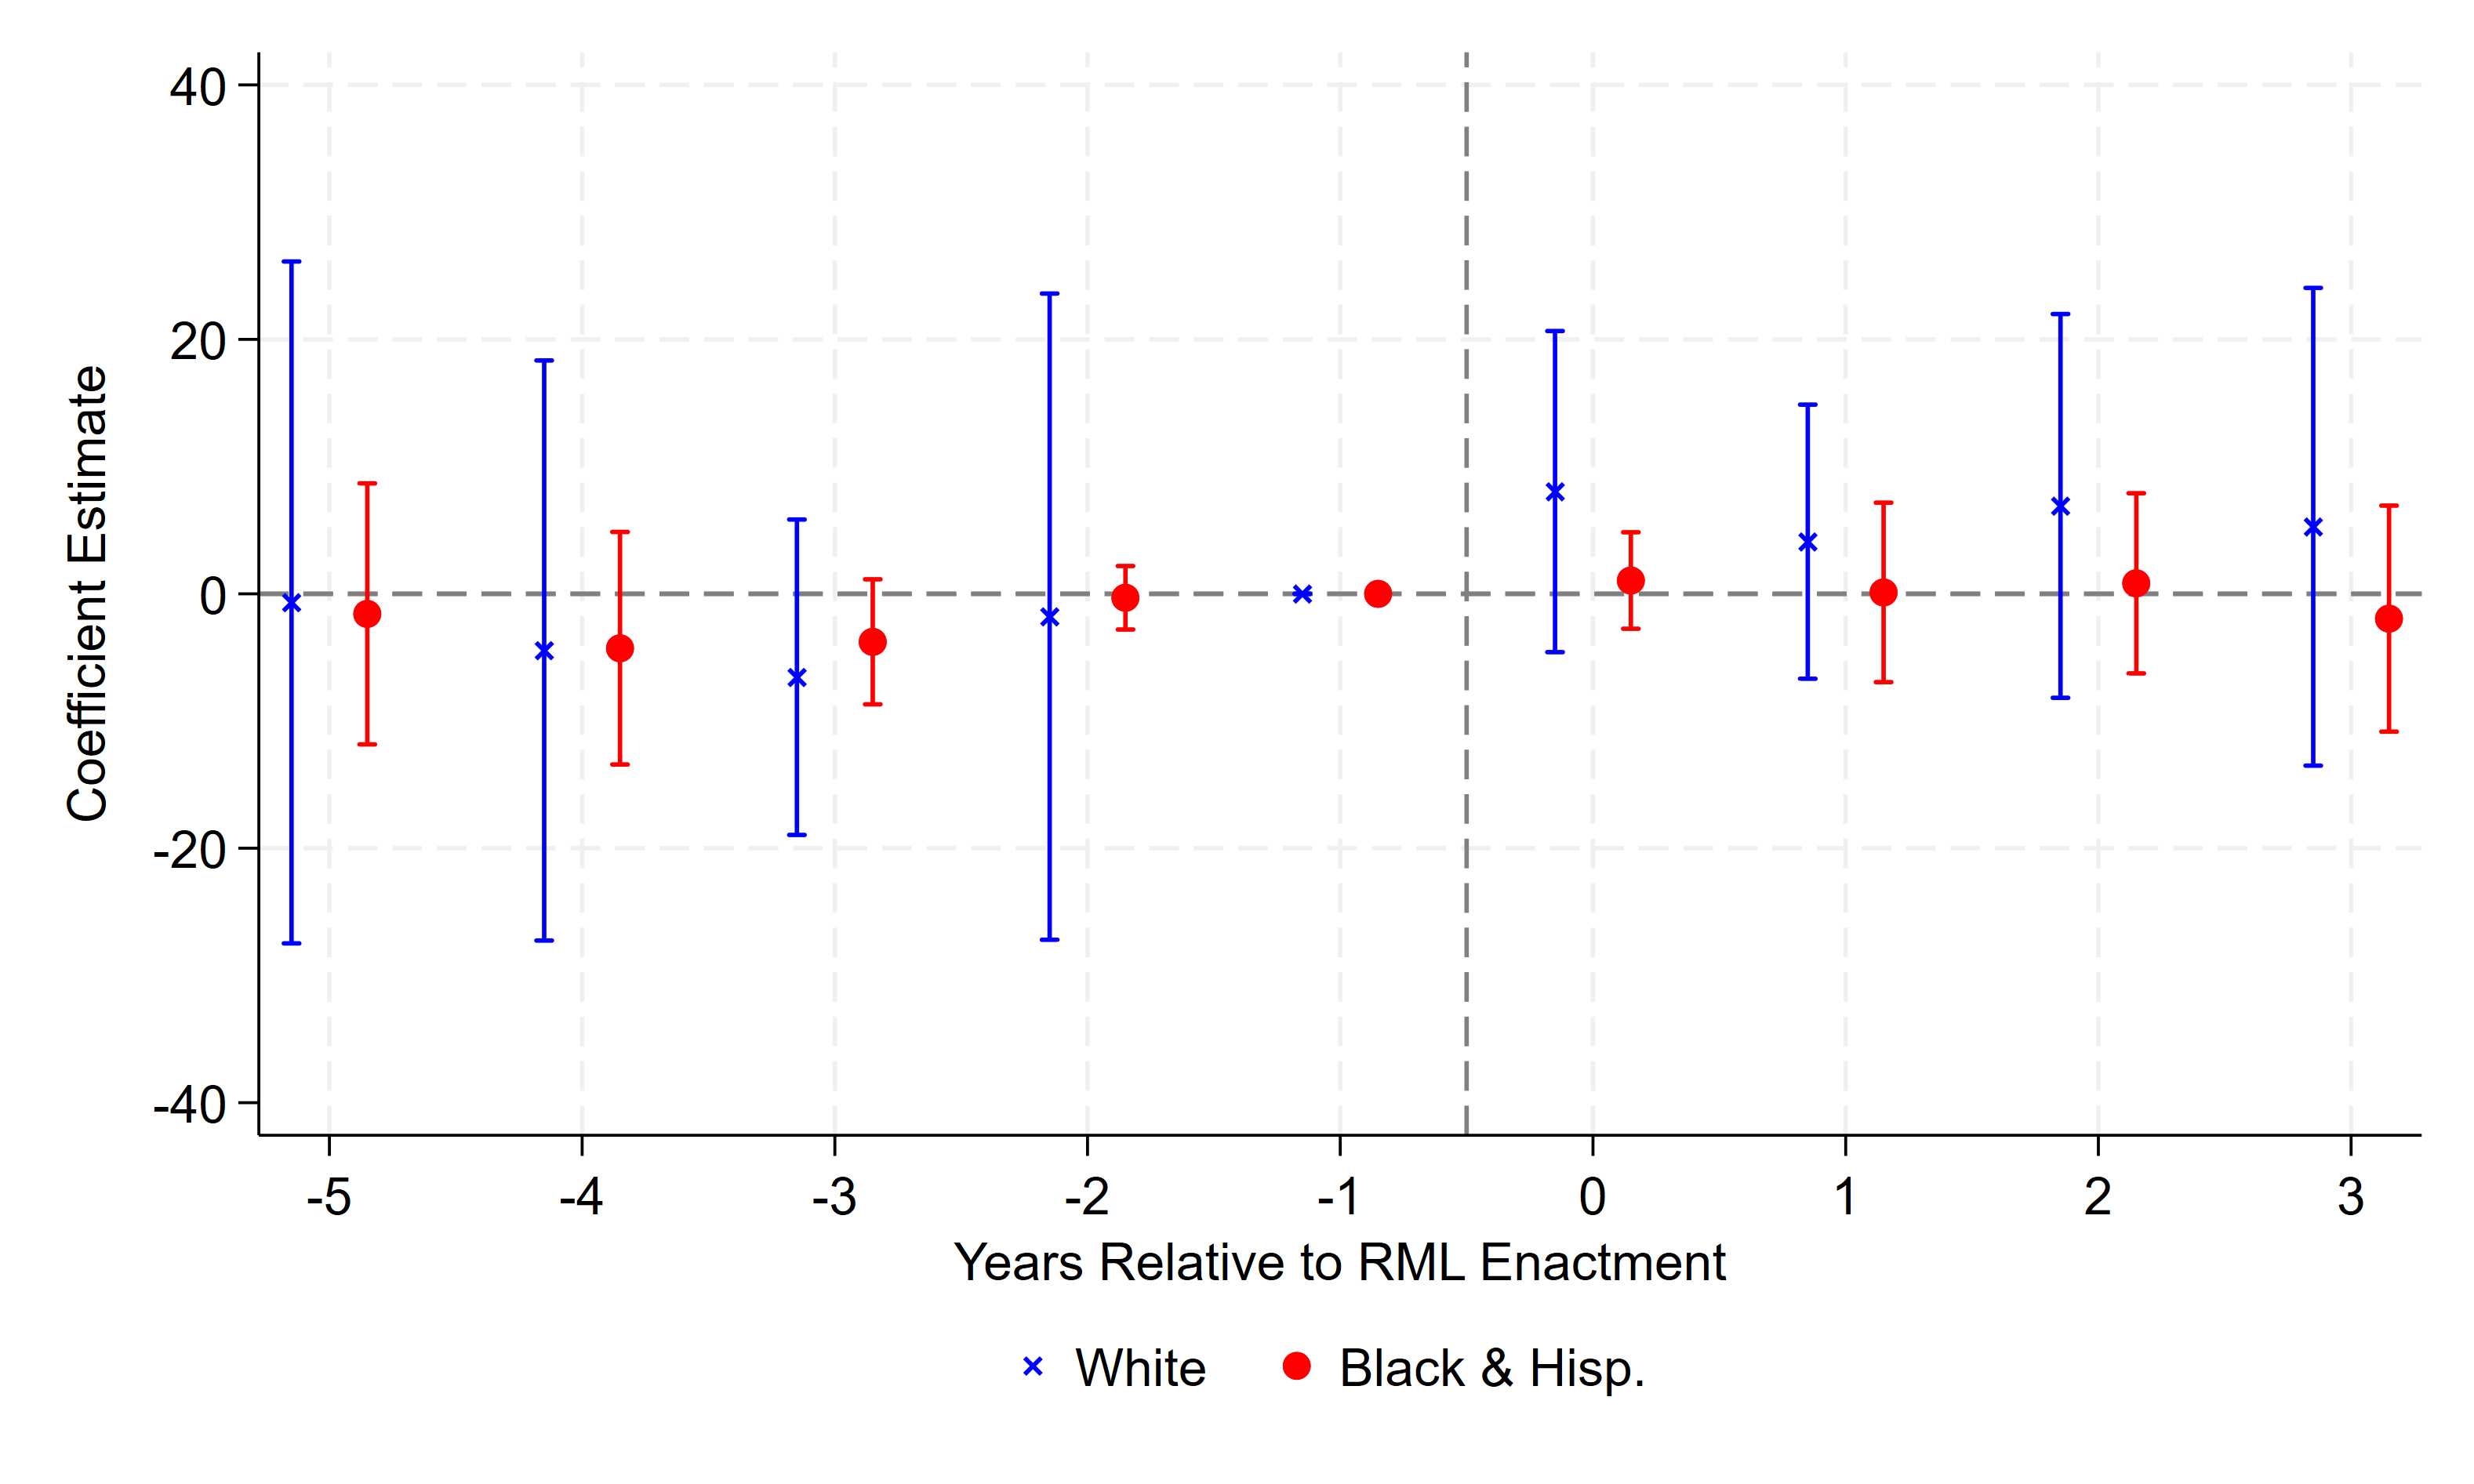 Coefficient Estimate
40
20
0
-20
-40
-5 -4 -3 -2 -1 0 1 2 3
Years Relative to RML Enactment
White Black & Hisp.